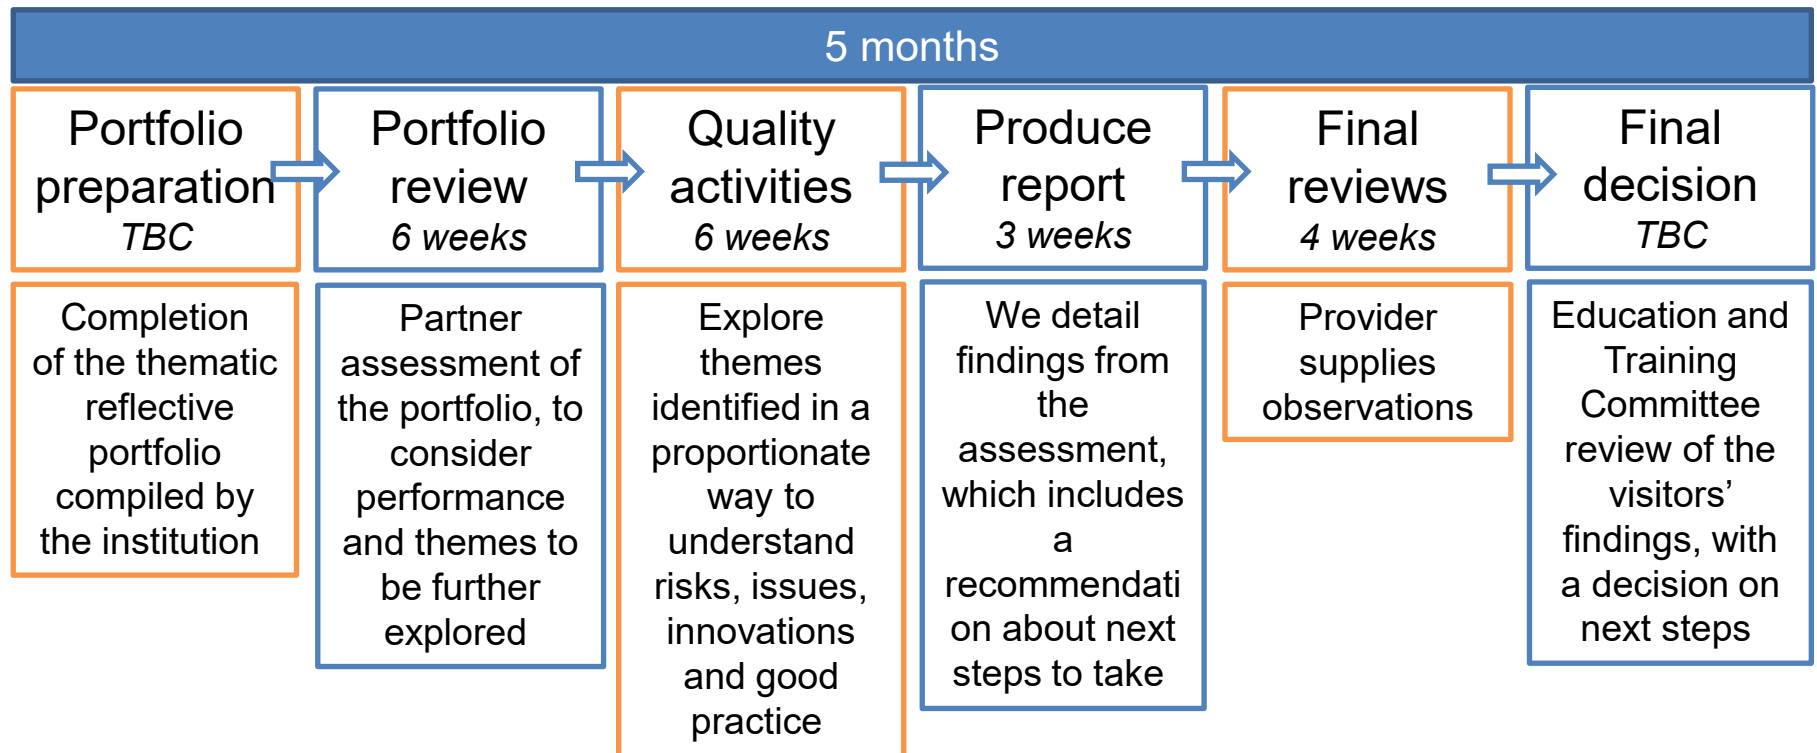 5 months
Portfolio
preparation
TBC
Portfolio
review
6 weeks
Quality
activities
6 weeks
Produce
report
3 weeks
Final
reviews
4 weeks
Final
decision
TBC
Completion
of the thematic
reflective
portfolio
compiled by
the institution
Partner
assessment of
the portfolio, to
consider
performance
and themes to
be further
explored
Explore
themes
identified in a
proportionate
way to
understand
risks, issues,
innovations
and good
practice
We detail
findings from
the
assessment,
which includes
a
recommendati
on about next
steps to take
Provider
supplies
observations
Education and
Training
Committee
review of the
visitors’
findings, with
a decision on
next steps